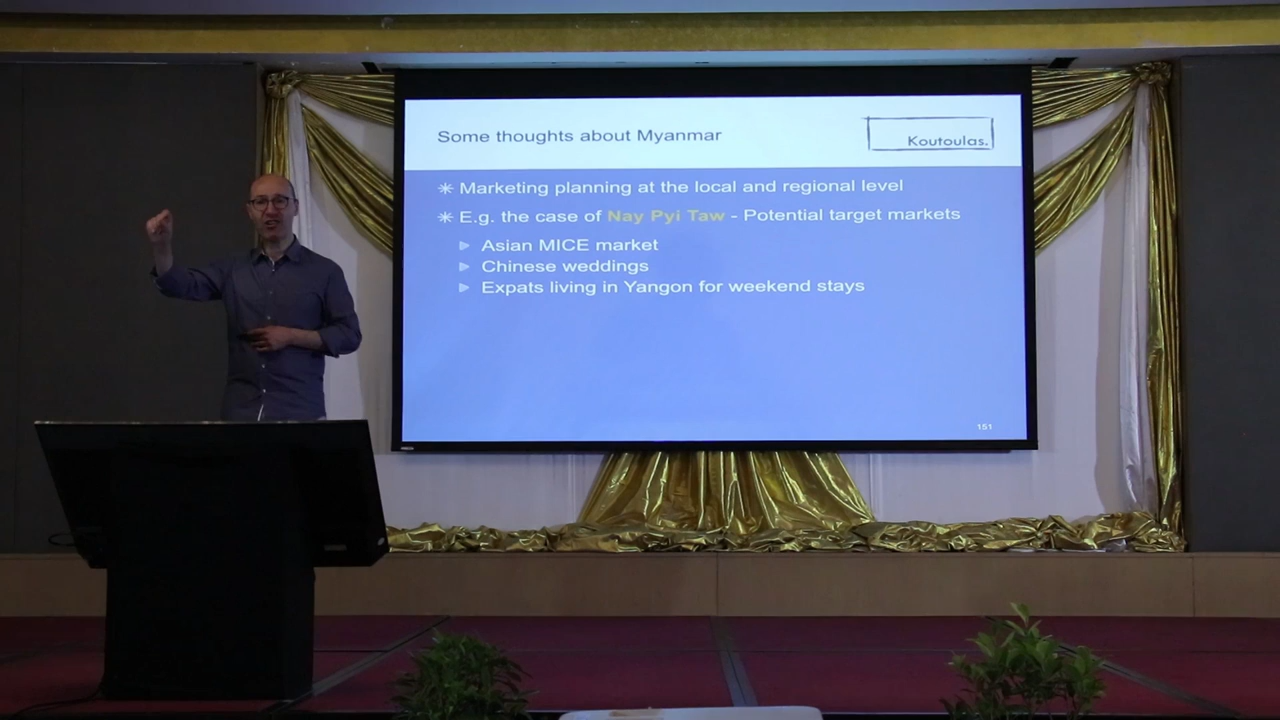 Some thoughts about Myanmar
Koutoulas.
Marketing planning at the local and regional level
E.g. the case of Nay Pyi Taw - Potential target markets
Asian MICE market
Chinese weddings
Expats living in Yangon for weekend stays
151